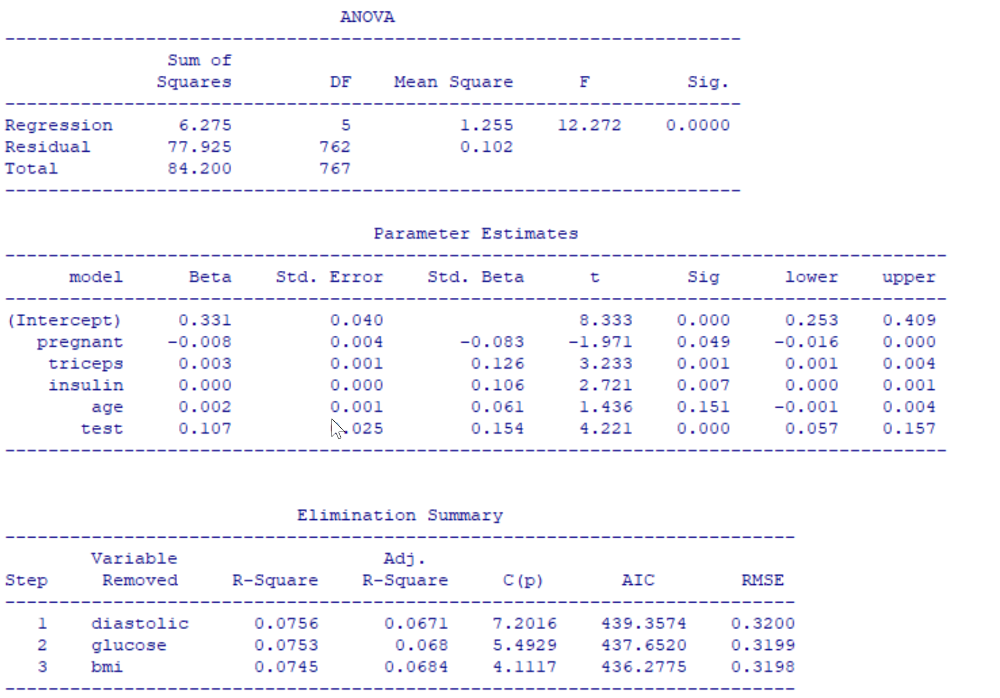 ANOVA
--------------------------------------------------------------------
Sum of
Squares DF Mean Square F Sig.
--------------------------------------------------------------------
Regression 6.275 5 1.255 12.272 0.0000
Residual 77.925 762 0.102
Total 84.200 767
--------------------------------------------------------------------
Parameter Estimates
---------------------------------------------------------------------------------------
model Beta Std. Error Std. Beta t Sig lower upper
---------------------------------------------------------------------------------------
(Intercept) 0.331 0.040 8.333 0.000 0.253 0.409
pregnant -0.008 0.004 -0.083 -1.971 0.049 -0.016 0.000
triceps 0.003 0.001 0.126 3.233 0.001 0.001 0.004
insulin 0.000 0.000 0.106 2.721 0.007 0.000 0.001
age 0.002 0.001 0.061 1.436 0.151 -0.001 0.004
test 0.107 .025 0.154 4.221 0.000 0.057 0.157
---------------------------------------------------------------------------------------
Elimination Summary
-------------------------------------------------------------------------
Variable Adj.
Step Removed R-Square R-Square C(p) AIC RMSE
-------------------------------------------------------------------------
1 diastolic 0.0756 0.0671 7.2016 439.3574 0.3200
2 glucose 0.0753 0.068 5.4929 437.6520 0.3199
3 bmi 0.0745 0.0684 4.1117 436.2775 0.3198
-------------------------------------------------------------------------